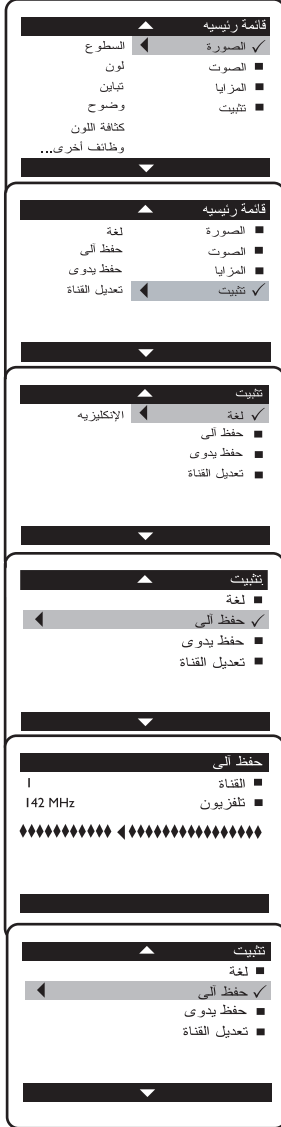 قائمة رئيسيه
الصورة السطوع
الصوت لون
المزايا تباين
تثبيت وضوح
كثافة اللون
وظائف أخرى...
قائمة رئيسيه
الصورة لغة
الصوت حفظ آلى
المزايا حفظ يدوى
تثبيت تعديل القناة
تثبيت
لغة الإنكليزيه
حفظ آلى
حفظ يدوى
تعديل القناة
تثبيت
لغة
حفظ آلى
حفظ يدوى
تعديل القناة
حفظ آلى
القناة 1
تلفزيون 142 MHz
تثبيت
لغة
حفظ آلى
حفظ يدوى
تعديل القناة